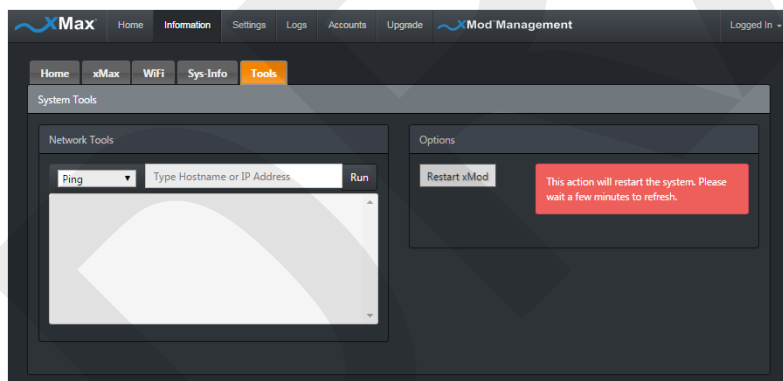 xMax Home Information Settings Logs Accounts Upgrade xMod™Management Logged In
Home xMax WiFi Sys-Info Tools
System Tools
Network Tools
Ping Type Hostname or IP Address Run
Options
Restart xMod
This action will restart the system. Please
wait a few minutes to refresh.